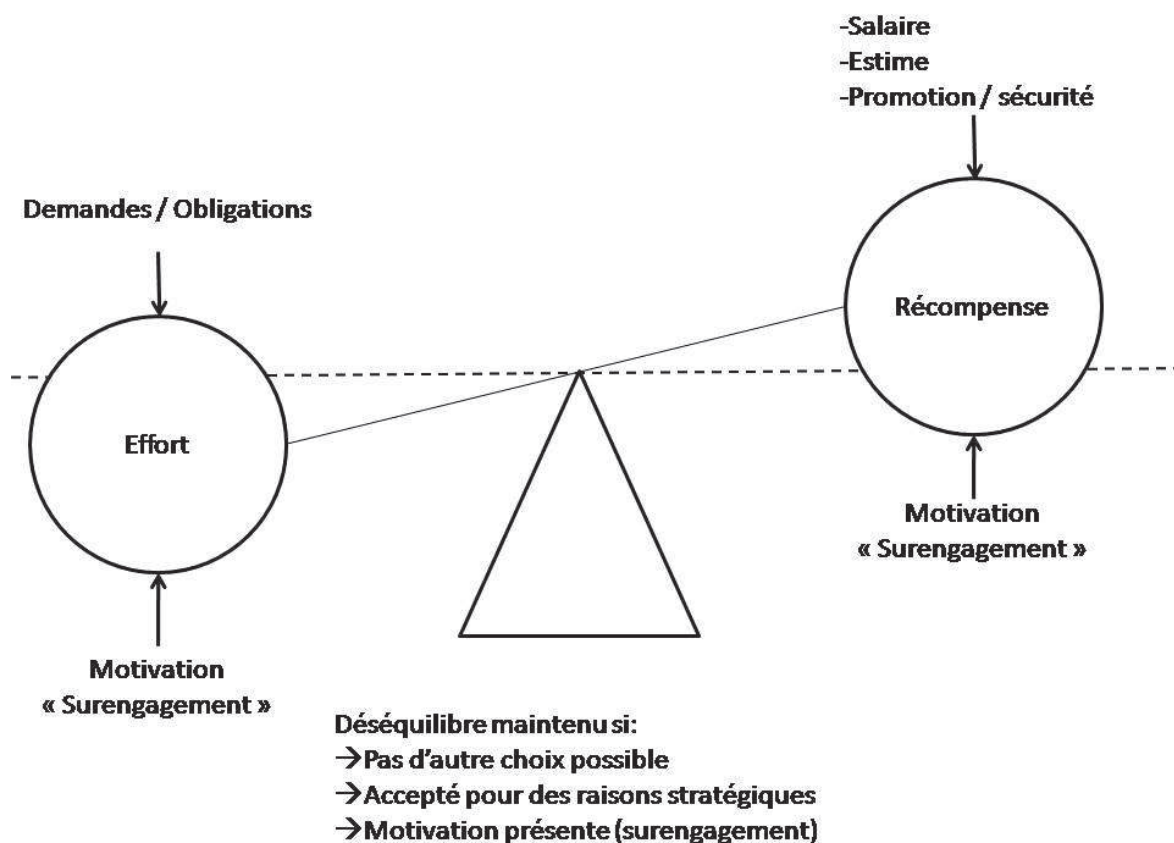 -Salaire
-Estime
-Promotion / sécurité
Demandes / Obligations
Récompense
Effort
Motivation
« Surengagement »
Motivation
« Surengagement »
Déséquilibre maintenu si:
→Pas d’autre choix possible
→Accepté pour des raisons stratégiques
→Motivation présente (surengagement)